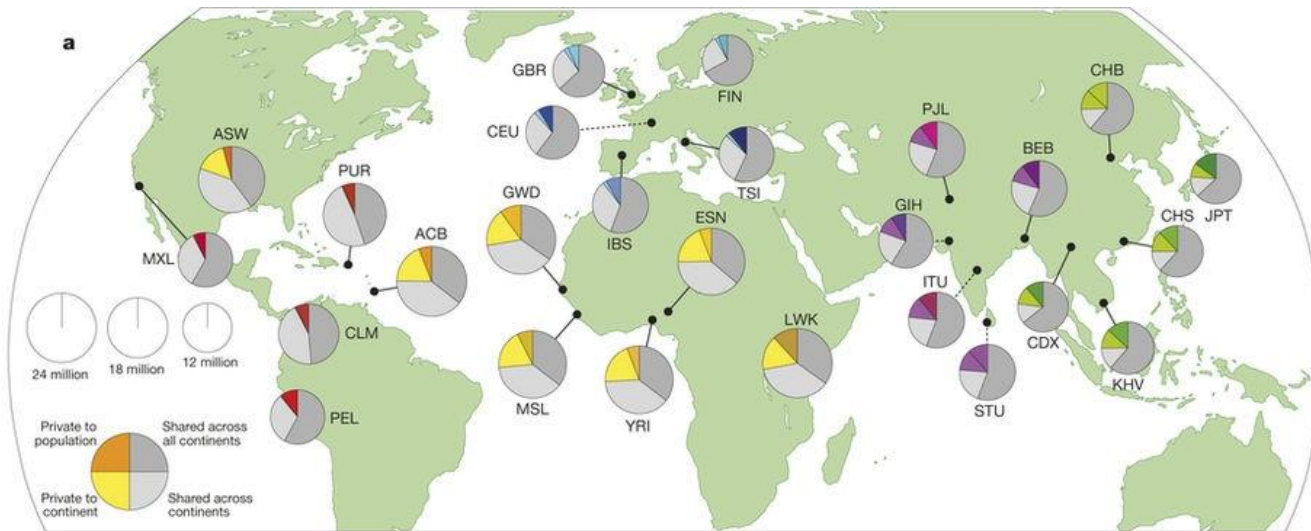 a
GBR
FIN
CHB
CEU
PJL
ASW
BEB
PUR
TSI
GWD
ESN
GIH
JPT
CHS
IBS
ACB
MXL
ITU
LWK
CLM
CDX
24 million
18 million
12 million
KHV
MSL
STU
PEL
YRI
Private to
population
Shared across
all continents
Private to
continent
Shared across
continents